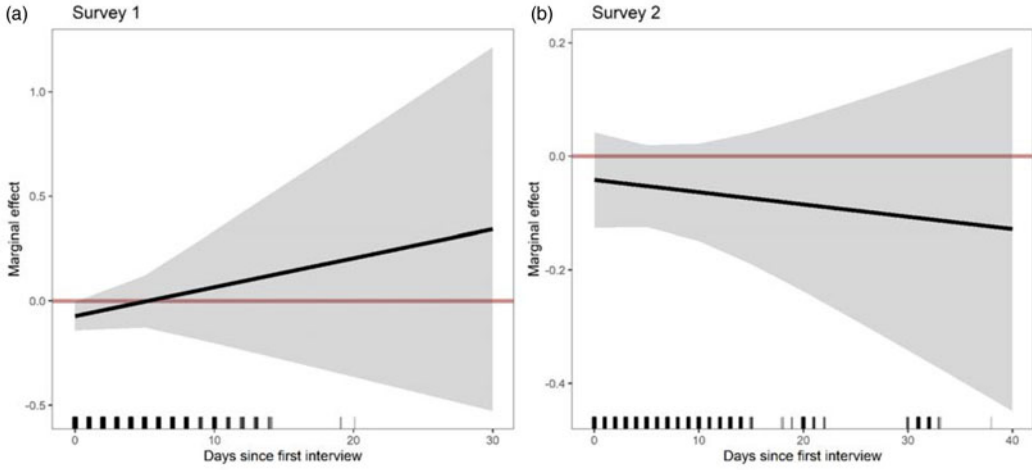 (a) Survey 1
Marginal effect
1.0
0.5
0.0
-0.5
0 10 20 30
Days since first interview
(b) Survey 2
Marginal effect
0.2
0.0
-0.2
-0.4
0 10 20 30 40
Days since first interview